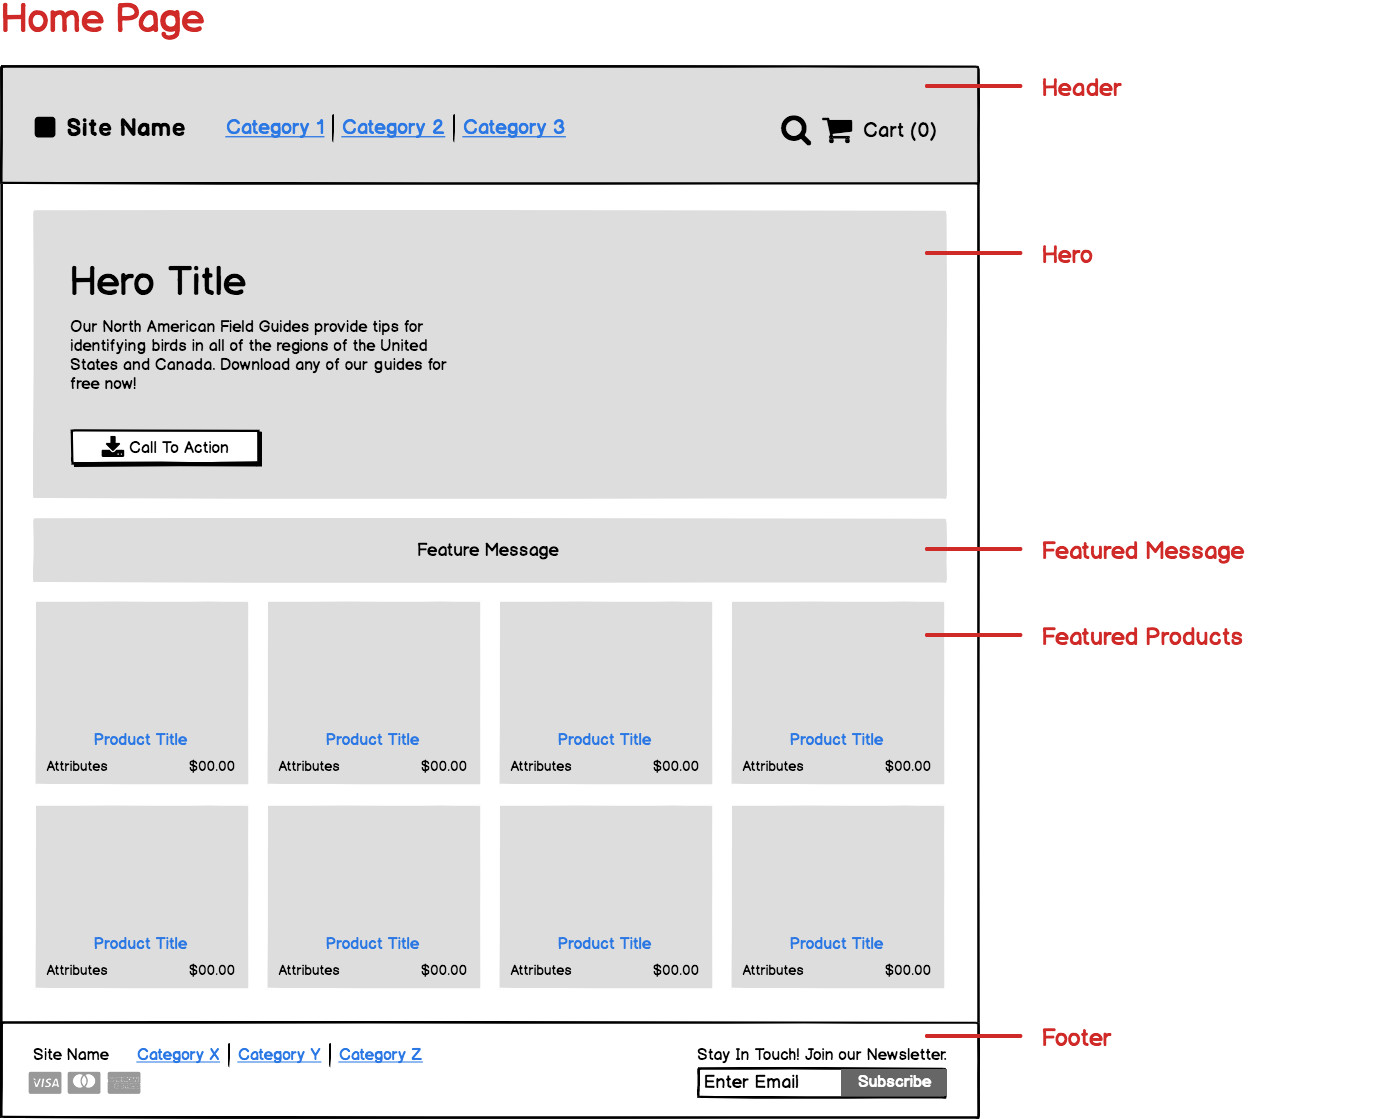 Home Page
Header
Site Name Category 1 Category 2 Category 3 Cart (0)
Hero
Hero Title
Our North American Field Guides provide tips for
identifying birds in all of the regions of the United
States and Canada. Download any of our guides for
free now!
Call To Action
Feature Message
Featured Message
Featured Products
Product Title Product Title Product Title Product Title
Attributes $00.00 Attributes $00.00 Attributes $00.00 Attributes $00.00
Product Title Product Title Product Title Product Title
Attributes $00.00 Attributes $00.00 Attributes $00.00 Attributes $00.00
Footer
Site Name Category X Category Y Category Z Stay In Touch! Join our Newsletter.
VISA Enter Email Subscribe